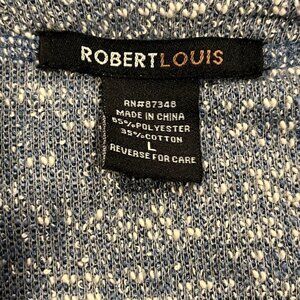 ROBERTLOUIS
RN#87348
MADE IN CHINA
65%POLYESTER
35%COTTON
L
REVERSE FOR CARE